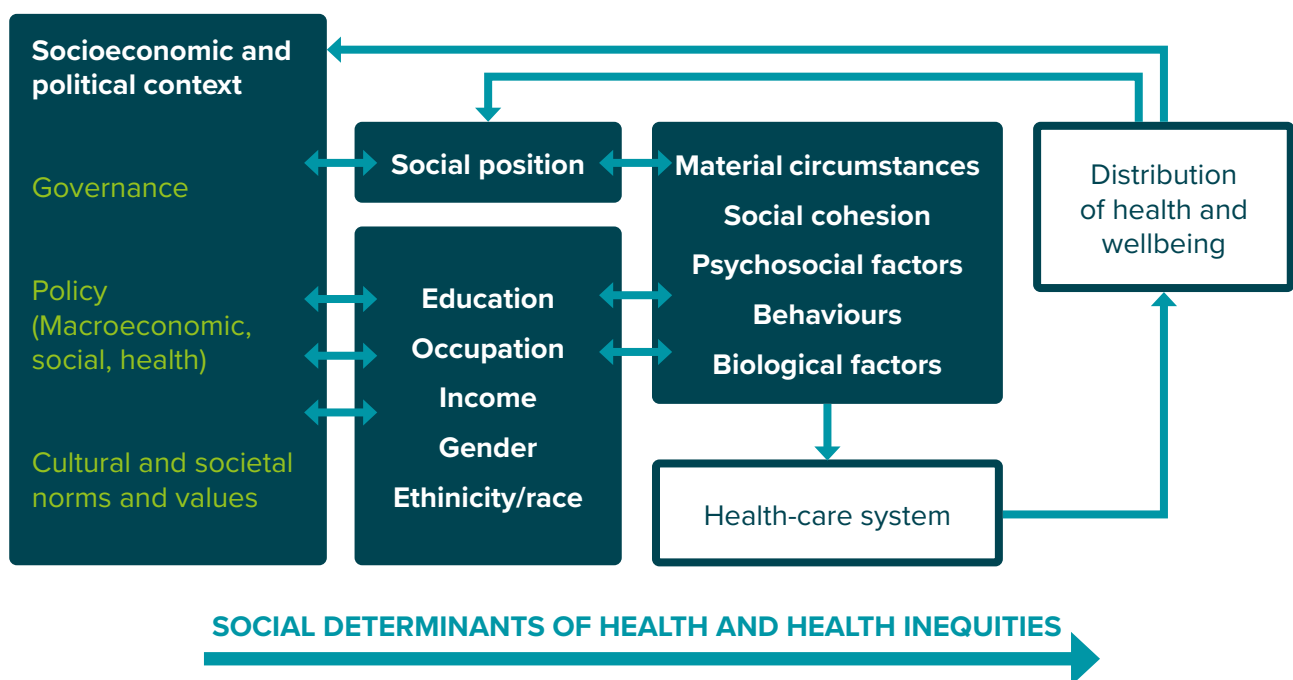 Socioeconomic and
political context
Governance
Policy
(Macroeconomic,
social, health)
Cultural and societal
norms and values
Social position
Education
Occupation
Income
Gender
Ethinicity/race
Material circumstances
Social cohesion
Psychosocial factors
Behaviours
Biological factors
Health-care system
Distribution
of health and
wellbeing
SOCIAL DETERMINANTS OF HEALTH AND HEALTH INEQUITIES